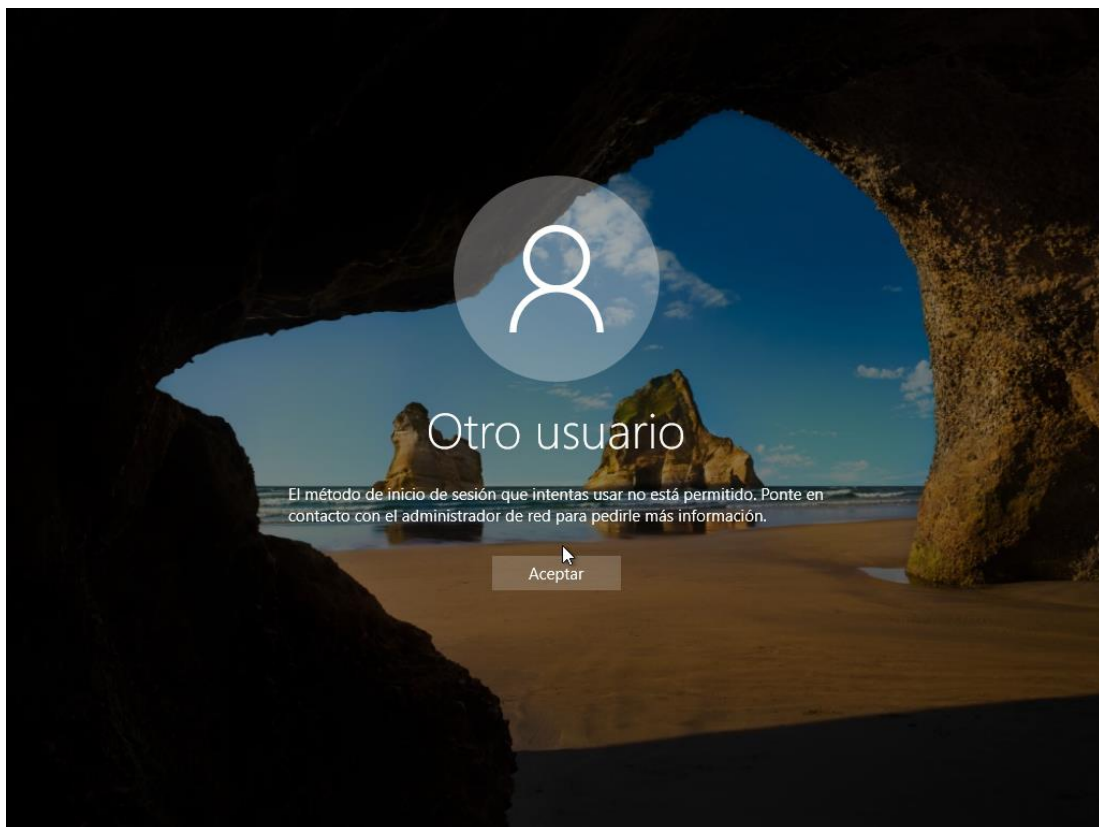 Otro usuario
El método de inicio de sesión que intentas usar no está permitido. Ponte en
contacto con el administrador de red para pedirle más información.
Aceptar